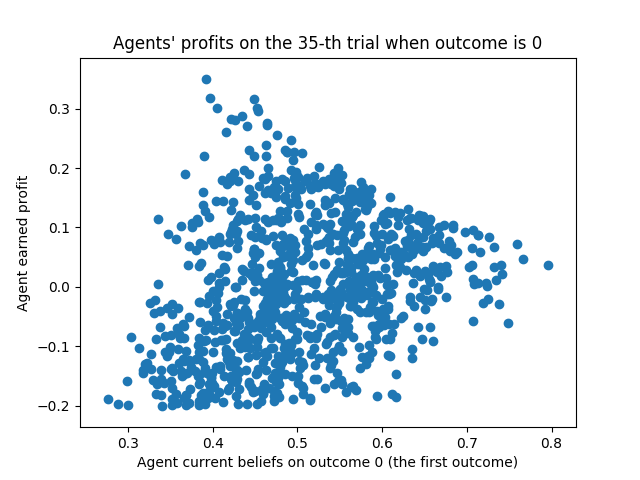 Agents' profits on the 35-th trial when outcome is 0
0.3
0.2
0.1
0.0
−0.1
−0.2
Agent earned profit
0.3 0.4 0.5 0.6 0.7 0.8
Agent current beliefs on outcome 0 (the first outcome)